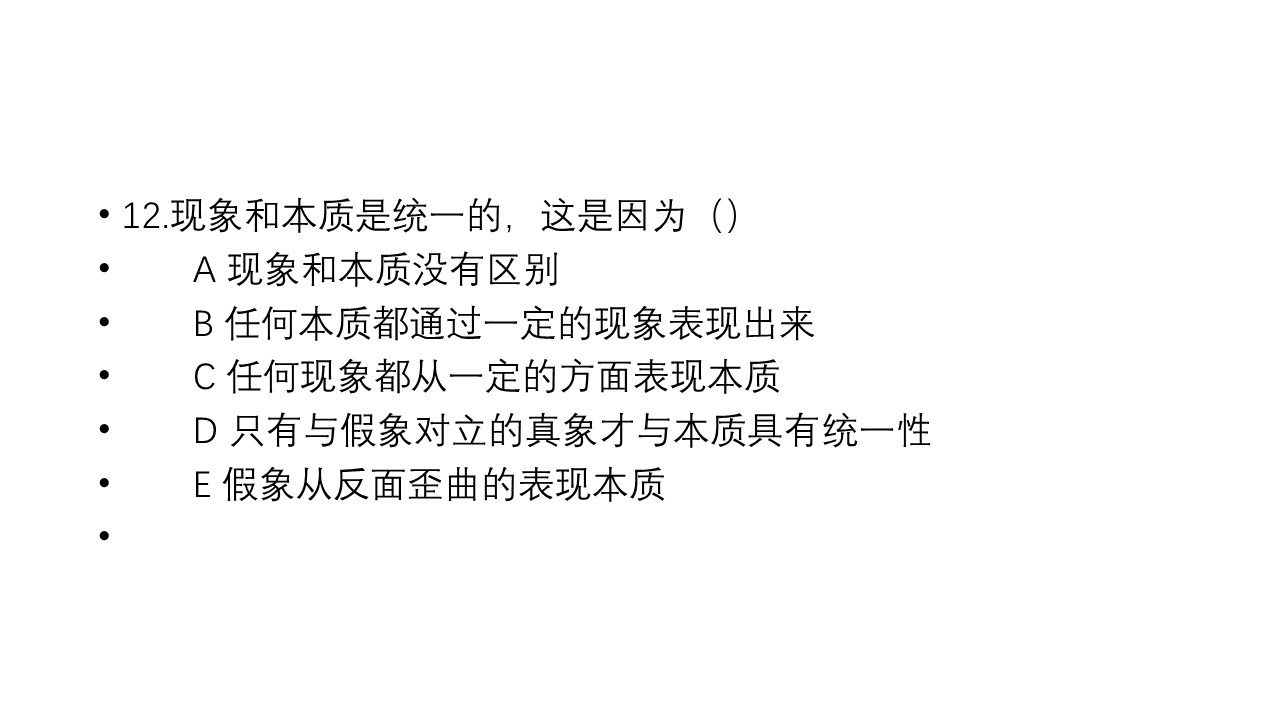 • 12.现象和本质是统一的，这是因为（）
• A 现象和本质没有区别
• B 任何本质都通过一定的现象表现出来
• C 任何现象都从一定的方面表现本质
• D 只有与假象对立的真象才与本质具有统一性
• E 假象从反面歪曲的表现本质
•